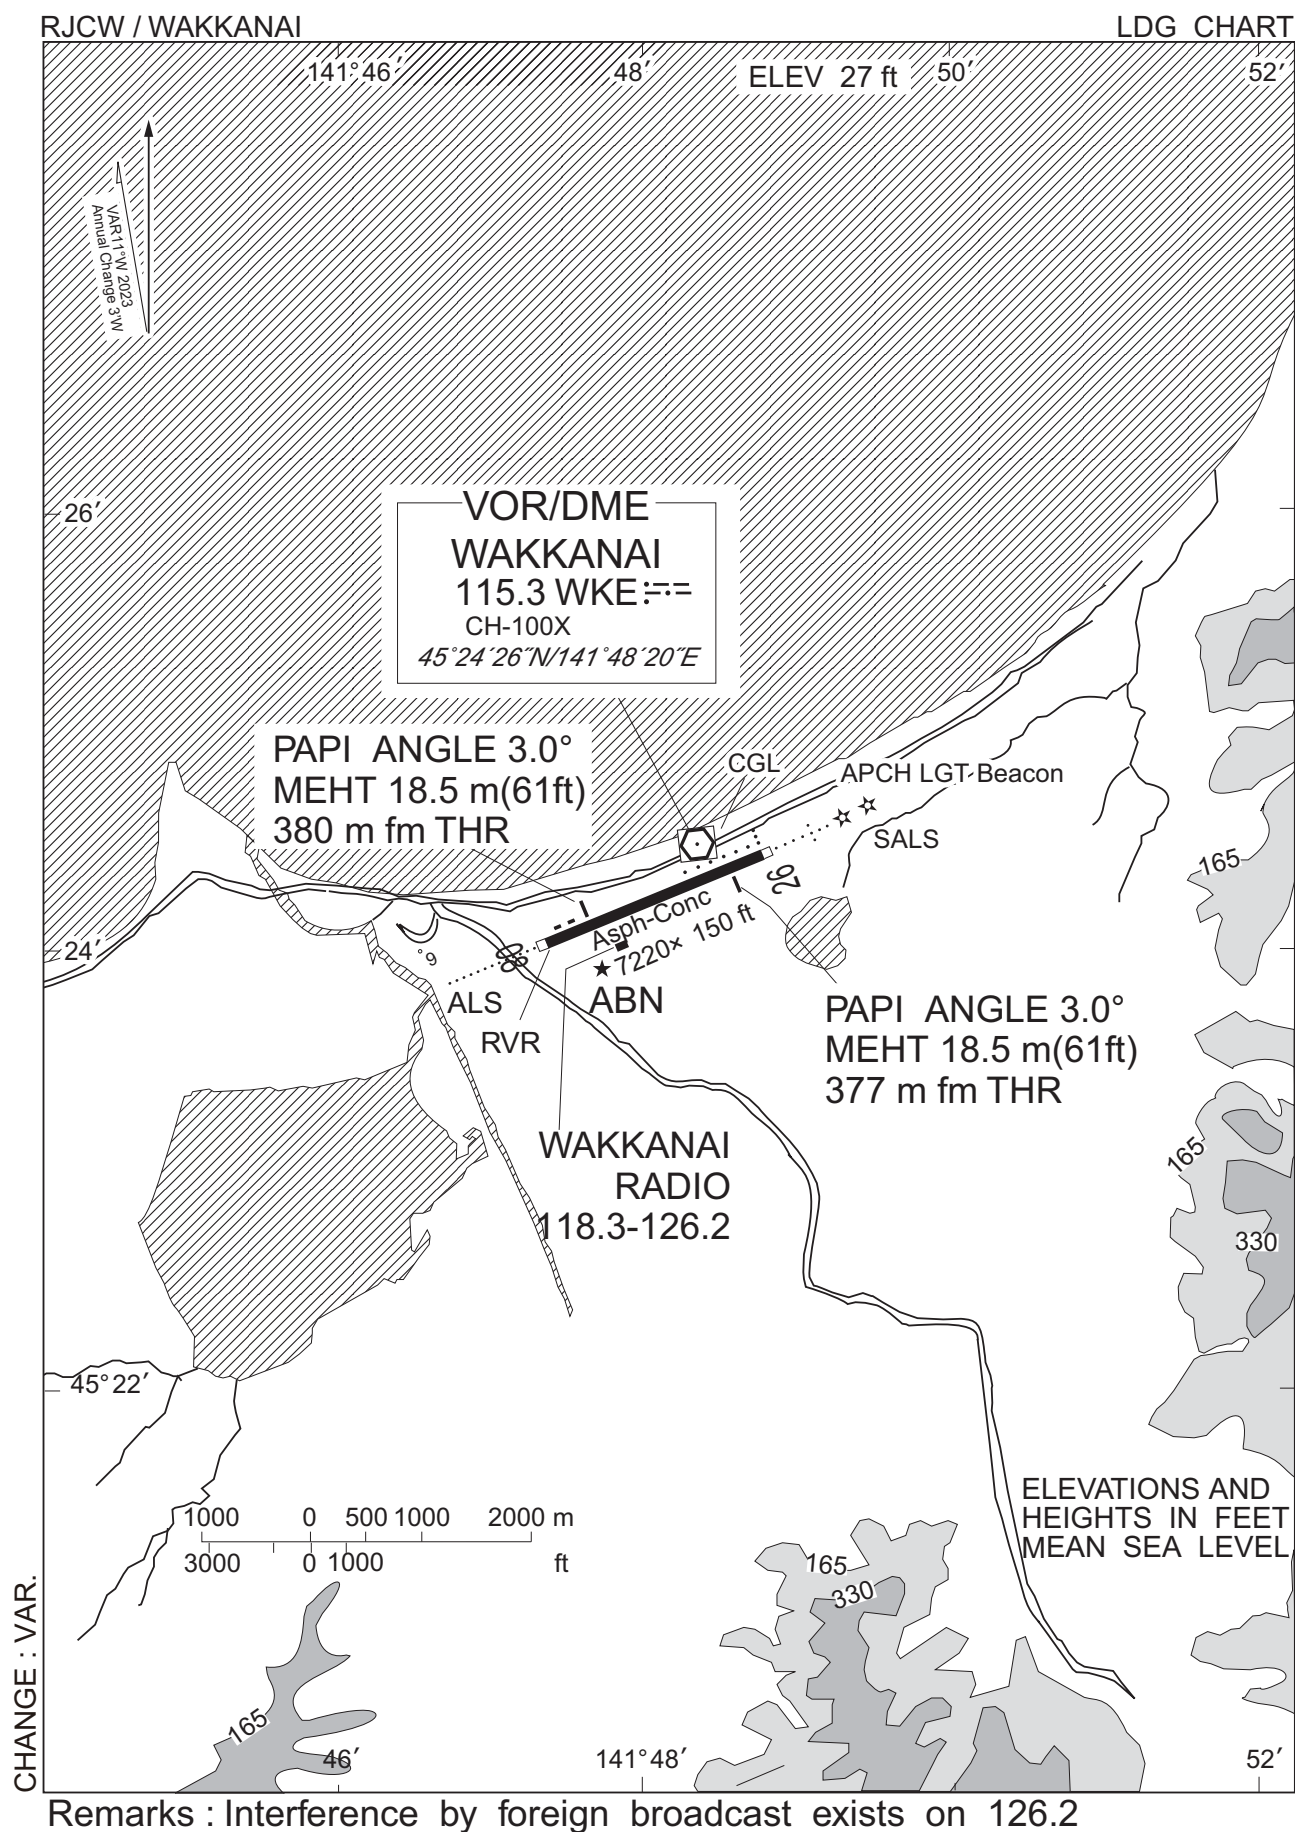 RJCW / WAKKANAI
LDG CHART
141°46′
48′
ELEV 27 ft
50′
52′
VAR11°W 2023
Annual Change 3′W
26′
VOR/DME
WAKKANAI
115.3 WKE
CH-100X
45°24′26″N/141°48′20″E
PAPI ANGLE 3.0°
MEHT 18.5 m(61ft)
380 m fm THR
CGL
APCH LGT Beacon
SALS
165
26
Asph-Conc
7220× 150 ft
24′
08
°9
ALS
ABN
RVR
PAPI ANGLE 3.0°
MEHT 18.5 m(61ft)
377 m fm THR
WAKKANAI
RADIO
118.3-126.2
165
330
45°22′
ELEVATIONS AND
HEIGHTS IN FEET
MEAN SEA LEVEL
1000 0 500 1000 2000 m
3000 0 1000 ft
165
330
165
CHANGE : VAR.
46′
141°48′
52′
Remarks : Interference by foreign broadcast exists on 126.2